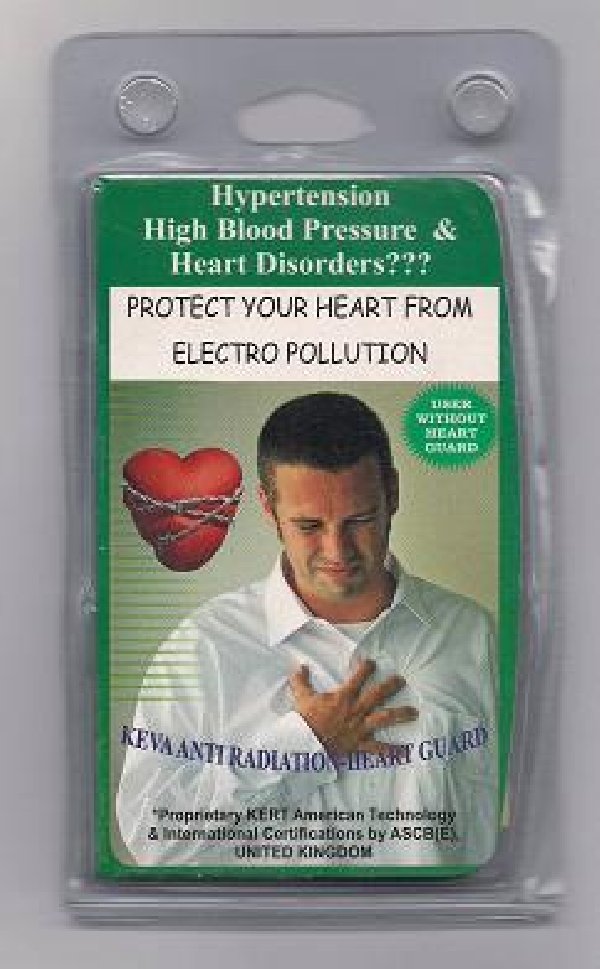 Hypertension
High Blood Pressure &
Heart Disorders???
PROTECT YOUR HEART FROM
ELECTRO POLLUTION
USER
WITHOUT
HEART
GUARD
KEVA ANTI RADIATION-HEART GUARD
*Proprietary KERT American Technology
& International Certifications by ASCB(E),
UNITED KINGDOM